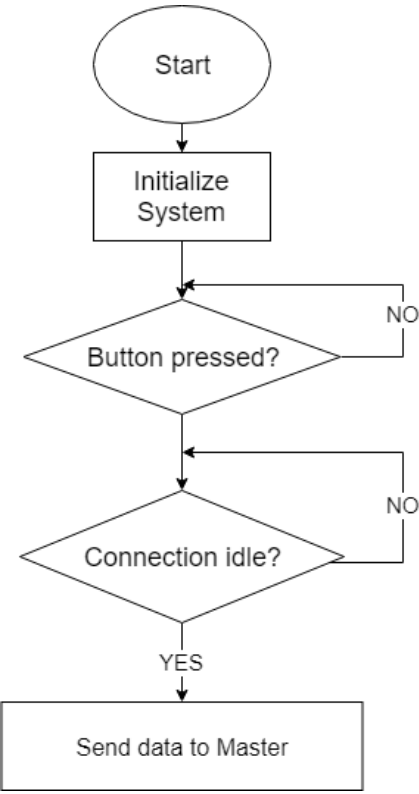 Start
Initialize
System
NO
Button pressed?
NO
Connection idle?
YES
Send data to Master